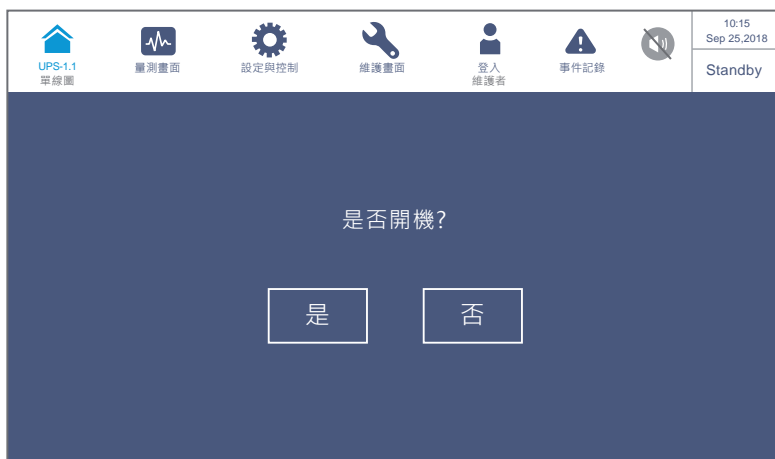 UPS-1.1
單線圖
量測畫面
設定與控制
維護畫面
登入
維護者
事件記錄
10:15
Sep 25,2018
Standby
是否開機?
是
否